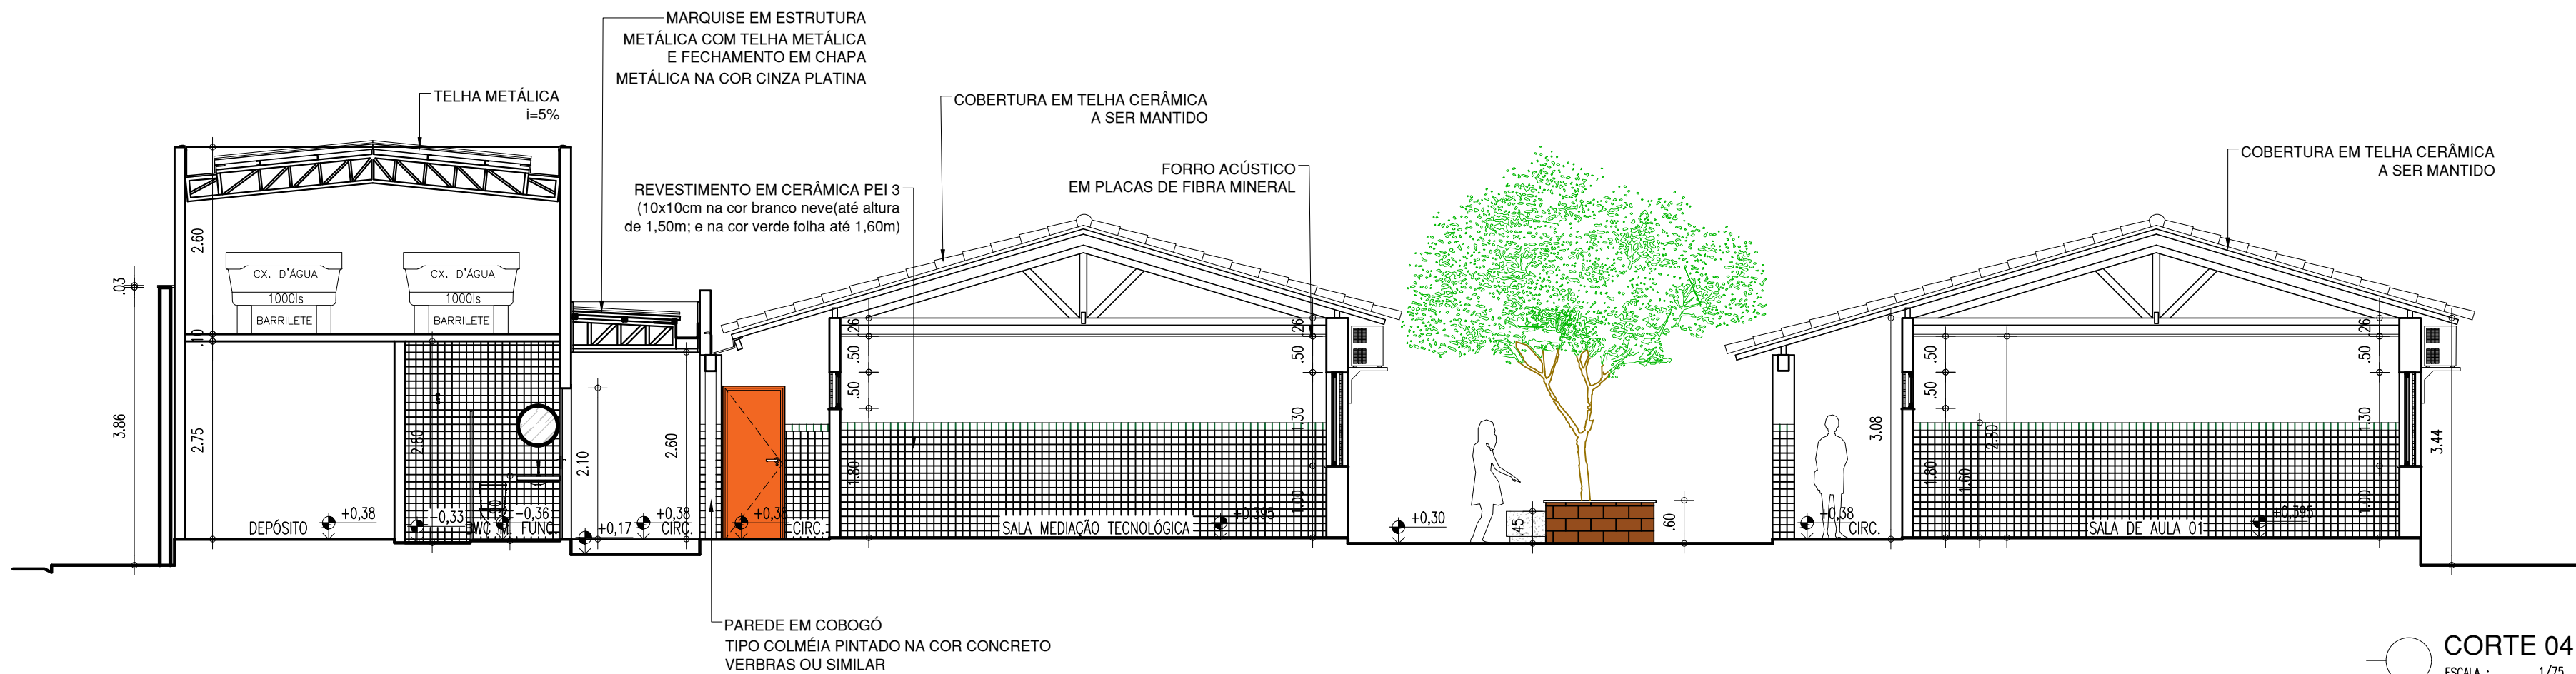 MARQUISE EM ESTRUTURA
METÁLICA COM TELHA METÁLICA
E FECHAMENTO EM CHAPA
METÁLICA NA COR CINZA PLATINA
TELHA METÁLICA
i=5%
COBERTURA EM TELHA CERÂMICA
A SER MANTIDO
COBERTURA EM TELHA CERÂMICA
A SER MANTIDO
FORRO ACÚSTICO
EM PLACAS DE FIBRA MINERAL
REVESTIMENTO EM CERÂMICA PEI 3
(10x10cm na cor branco neve(até altura
de 1,50m; e na cor verde folha até 1,60m)
2.60
CX. D'ÁGUA
1000ls
BARRILETE
CX. D'ÁGUA
1000ls
BARRILETE
.03
.10
3.86
2.75
2.80
2.10
2.60
.26
.50
.50
1.80
.26
.50
1.30
1.00
.45
.60
3.08
.50
.50
1.80
1.60
2.80
.26
.50
1.30
1.00
3.44
DEPÓSITO
+0,38
-0,33
-0,36
BWC M. FUNC.
+0,17
+0,38
CIRC.
+0,38
CIRC.
SALA MEDIAÇÃO TECNOLÓGICA
+0,395
+0,30
+0,38
CIRC.
SALA DE AULA 01
+0,395
PAREDE EM COBOGÓ
TIPO COLMÉIA PINTADO NA COR CONCRETO
VERBRAS OU SIMILAR
CORTE 04
ESCALA : 1/75